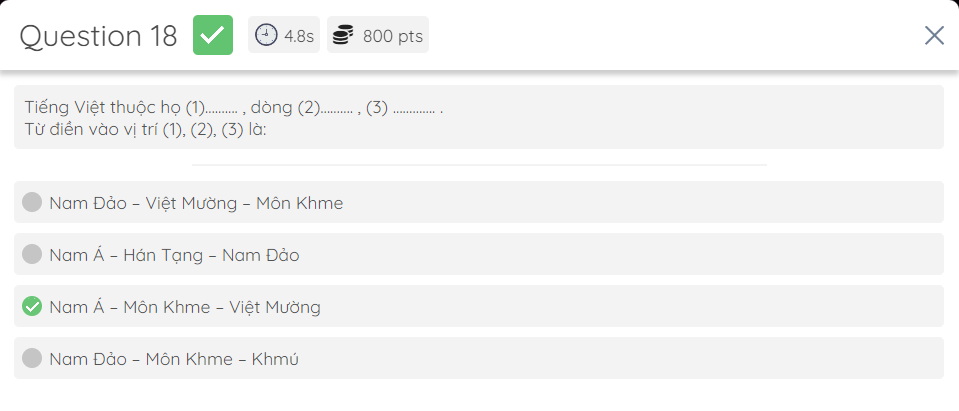 Question 18 4.8s 800 pts
Tiếng Việt thuộc họ (1).......... , dòng (2).......... , (3) ............. .
Từ điền vào vị trí (1), (2), (3) là:
Nam Đảo – Việt Mường – Môn Khme
Nam Á – Hán Tạng – Nam Đảo
Nam Á – Môn Khme – Việt Mường
Nam Đảo – Môn Khme – Khmú